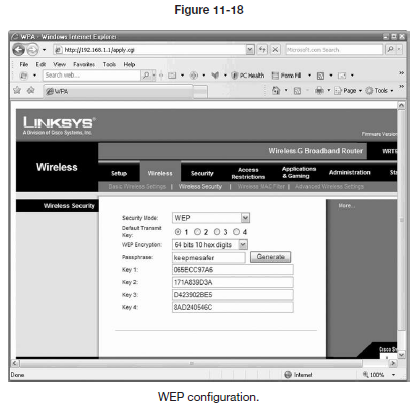 Figure 11-18
WPA - Windows Internet Explorer
http://192.168.1.1/apply.cgi
Microsoft.com Search
File Edit View Favorites Tools Help
Search web...
PC Health Form Fill
WPA
Page Tools
LINKSYS®
A Division of Cisco Systems, Inc.
Firmware Version
Wireless-G Broadband Router WRT5
Wireless
Setup Wireless Security Access Restrictions Applications & Gaming Administration St
Basic Wireless Settings | Wireless Security | Wireless MAC Filter | Advanced Wireless Settings
Wireless Security
More...
Security Mode: WEP
Default Transmit Key: 1 2 3 4
WEP Encryption: 64 bits 10 hex digits
Passphrase: keepmesafer Generate
Key 1: 065ECC97A6
Key 2: 171A839D3A
Key 3: D423902BE5
Key 4: 8AD240546C
Cisco Sy
Done Internet 100%
WEP configuration.